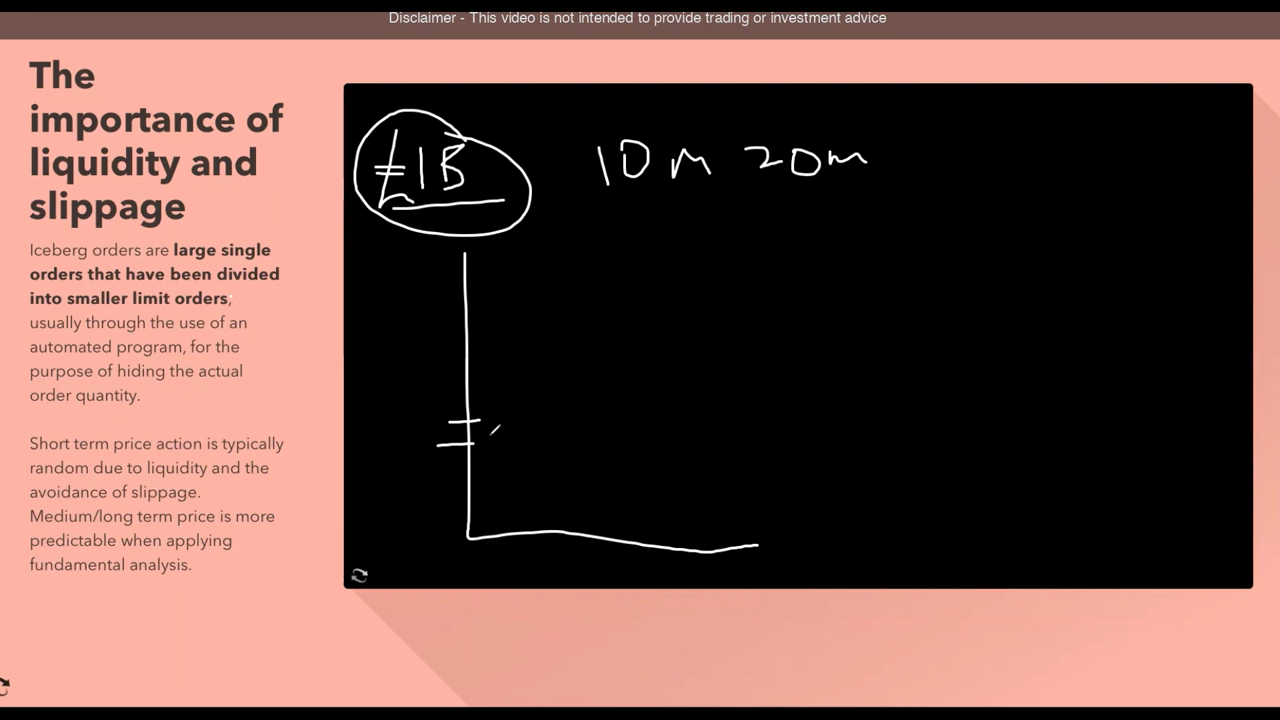 Disclaimer - This video is not intended to provide trading or investment advice
The
importance of
liquidity and
slippage
Iceberg orders are large single
orders that have been divided
into smaller limit orders;
usually through the use of an
automated program, for the
purpose of hiding the actual
order quantity.
Short term price action is typically
random due to liquidity and the
avoidance of slippage.
Medium/long term price is more
predictable when applying
fundamental analysis.
£1B
10m 20m